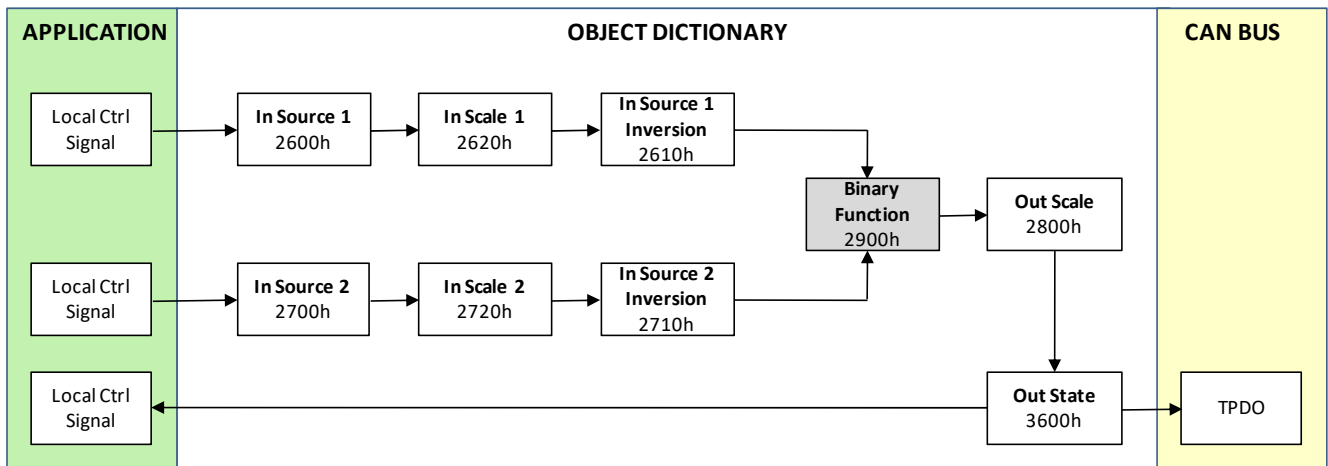 APPLICATION
OBJECT DICTIONARY
CAN BUS
Local Ctrl
Signal
In Source 1
2600h
In Scale 1
2620h
In Source 1
Inversion
2610h
Binary
Function
2900h
Out Scale
2800h
Local Ctrl
Signal
In Source 2
2700h
In Scale 2
2720h
In Source 2
Inversion
2710h
Local Ctrl
Signal
Out State
3600h
TPDO